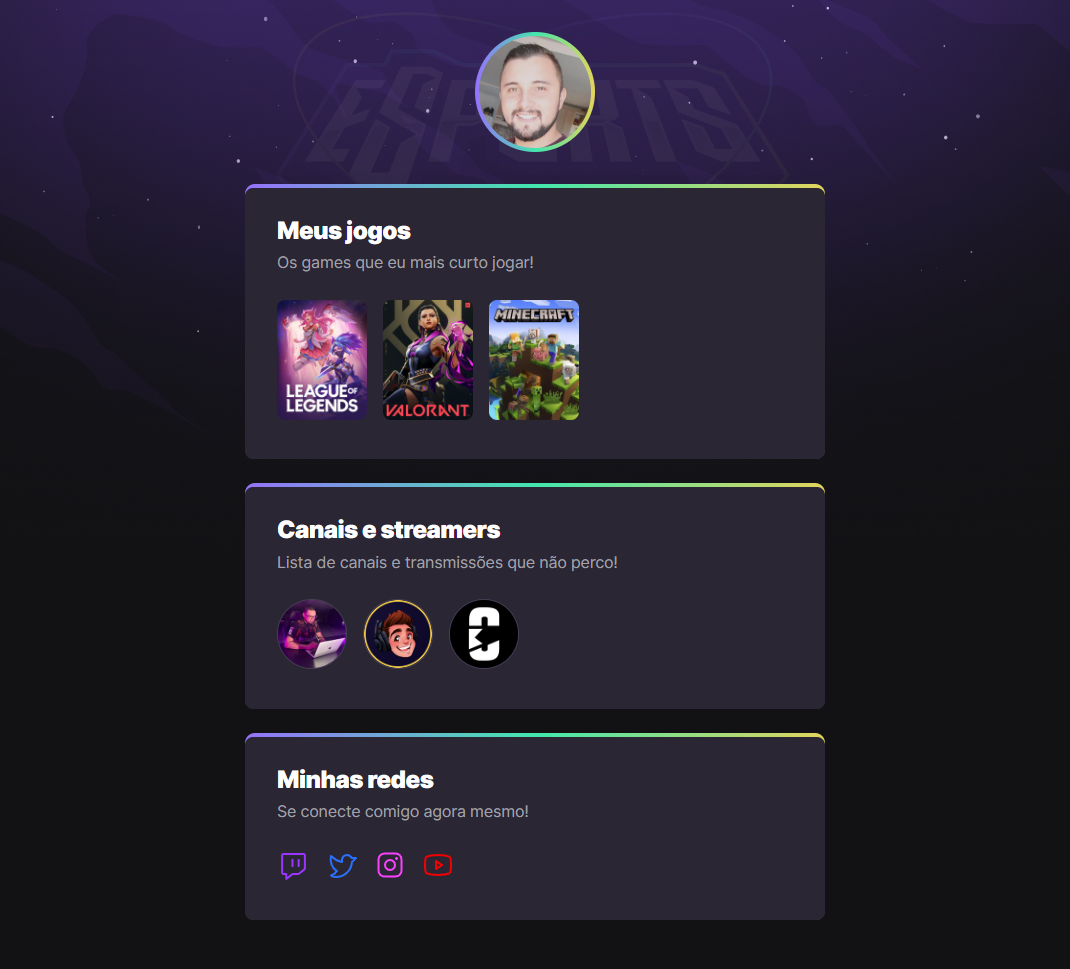 ESPORTS
Meus jogos
Os games que eu mais curto jogar!
LEAGUE OF
LEGENDS
VALORANT
MINECRAFT
Canais e streamers
Lista de canais e transmissões que não perco!
Minhas redes
Se conecte comigo agora mesmo!